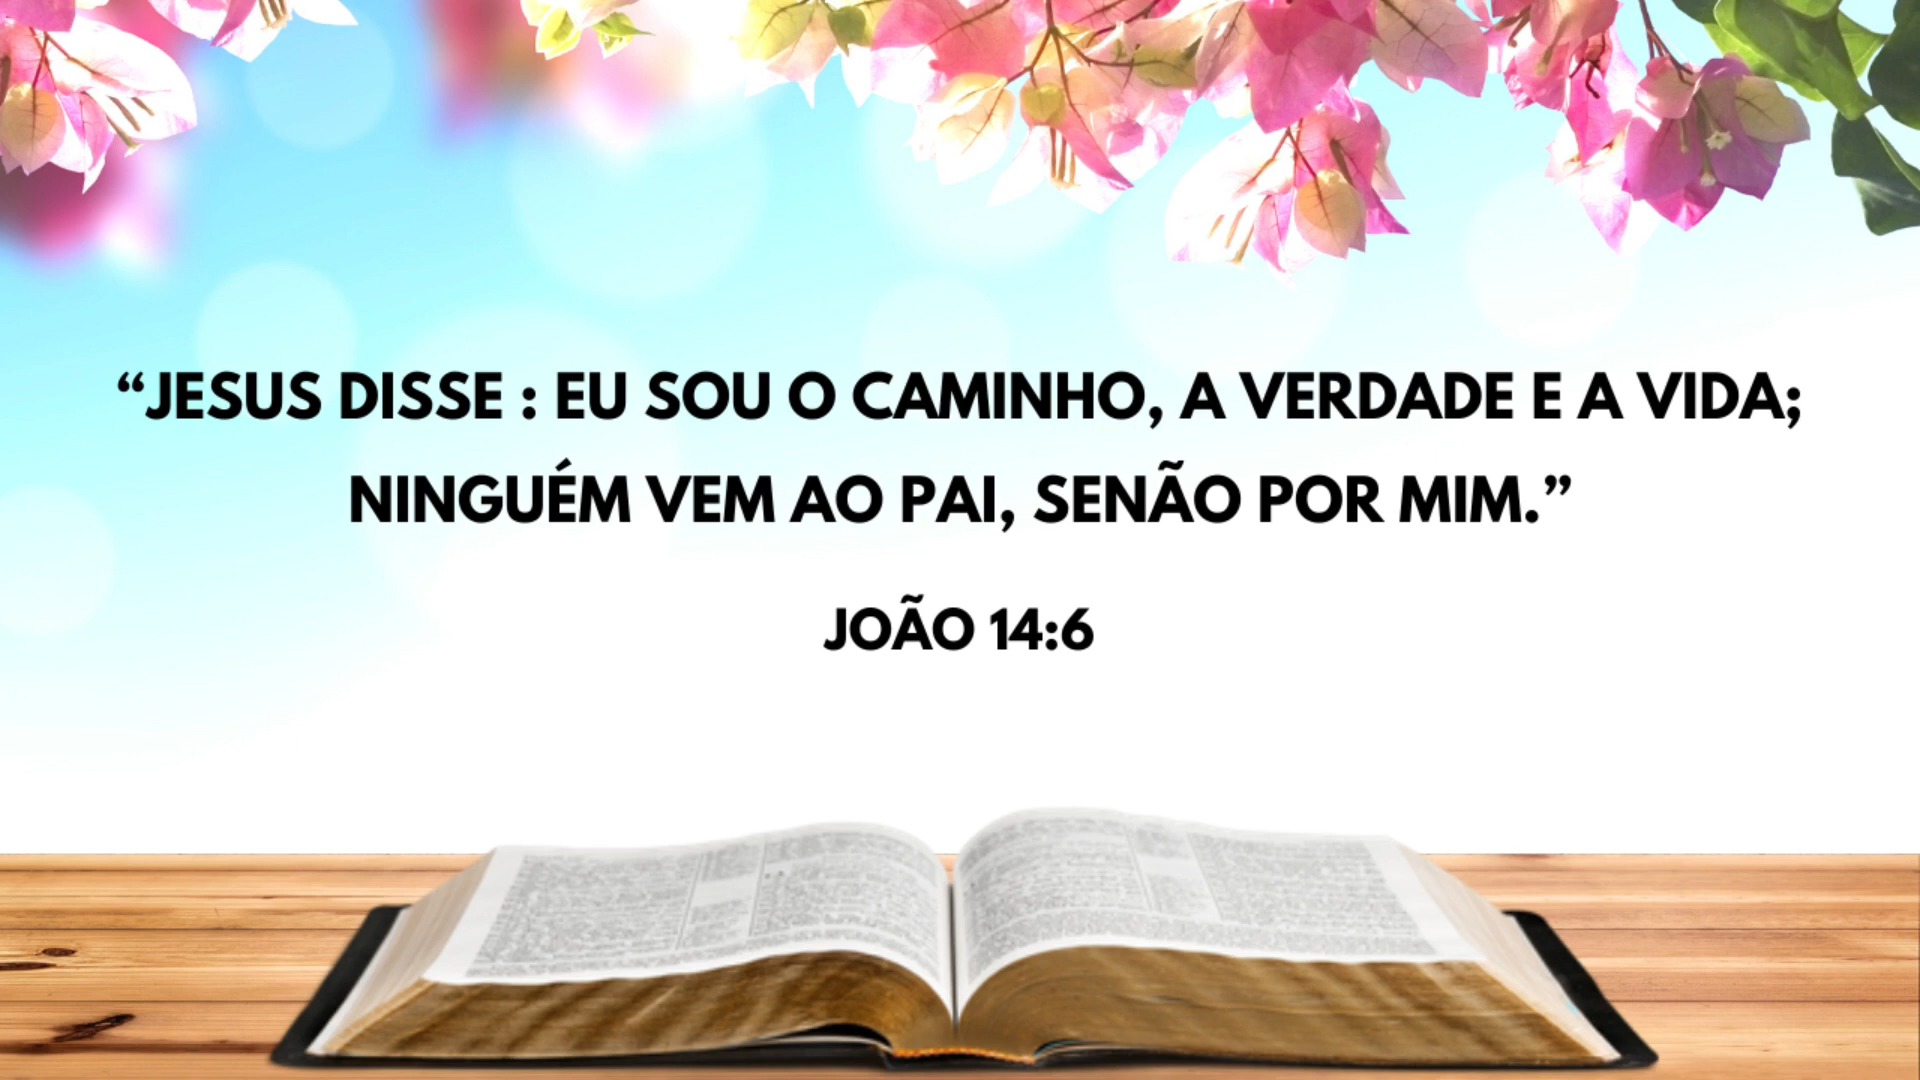 “JESUS DISSE : EU SOU O CAMINHO, A VERDADE E A VIDA;
NINGUÉM VEM AO PAI, SENÃO POR MIM.”
JOÃO 14:6